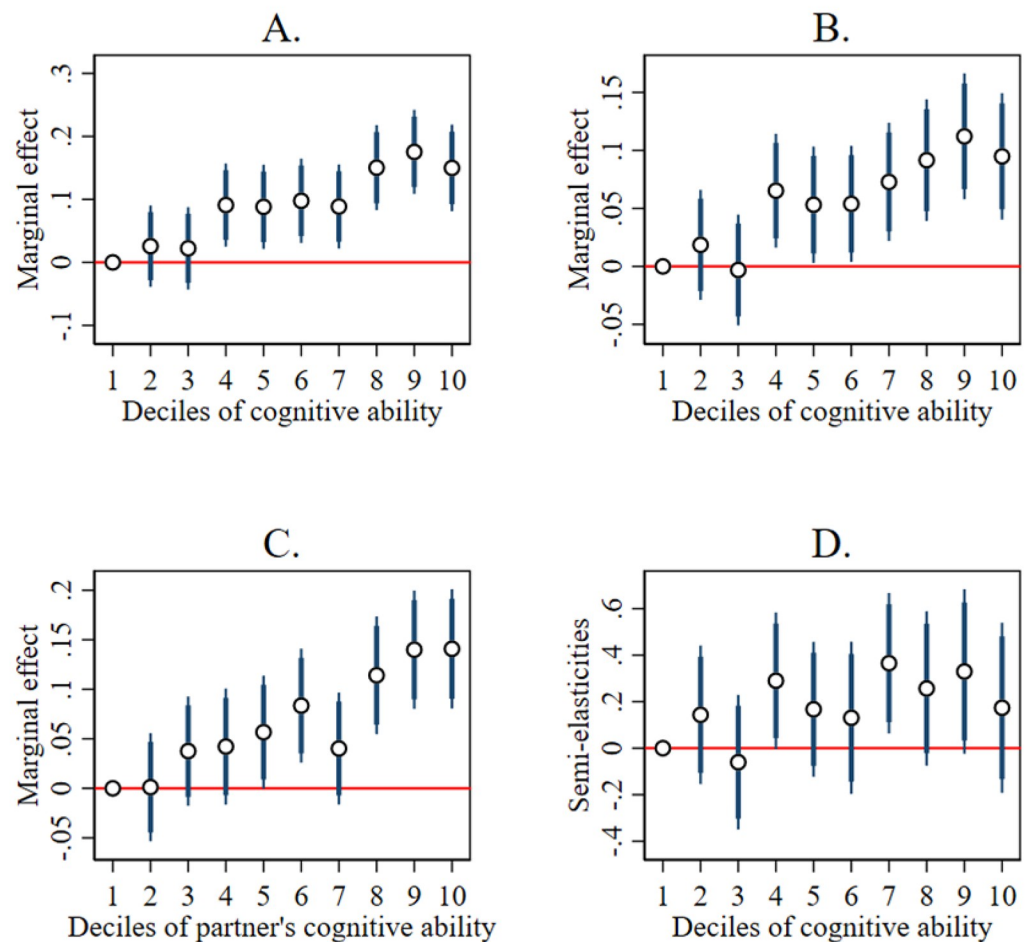 A.
Marginal effect
.3
.2
.1
0
-.1
1 2 3 4 5 6 7 8 9 10
Deciles of cognitive ability
B.
Marginal effect
.15
.1
.05
0
-.05
1 2 3 4 5 6 7 8 9 10
Deciles of cognitive ability
C.
Marginal effect
.2
.15
.1
.05
0
-.05
1 2 3 4 5 6 7 8 9 10
Deciles of partner's cognitive ability
D.
Semi-elasticities
.6
.4
.2
0
-.2
-.4
1 2 3 4 5 6 7 8 9 10
Deciles of cognitive ability